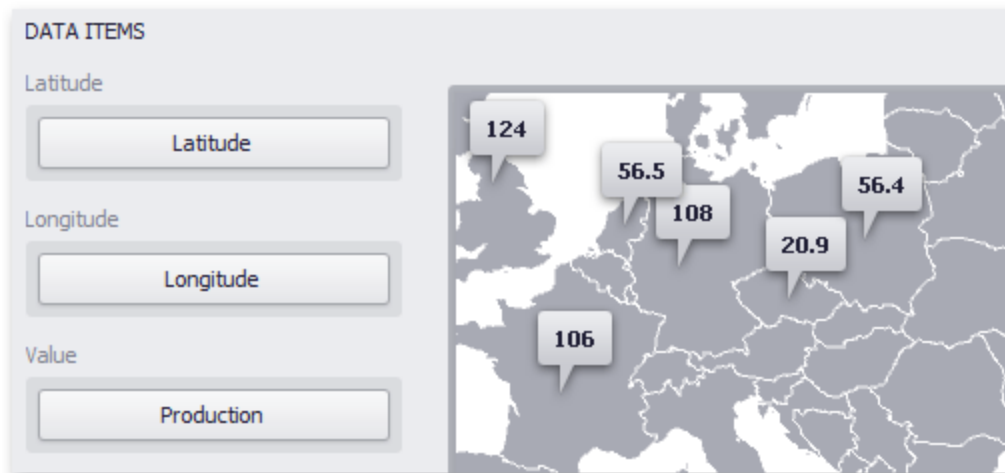 DATA ITEMS
Latitude
Latitude
Longitude
Longitude
Value
Production
124
56.5
108
56.4
20.9
106